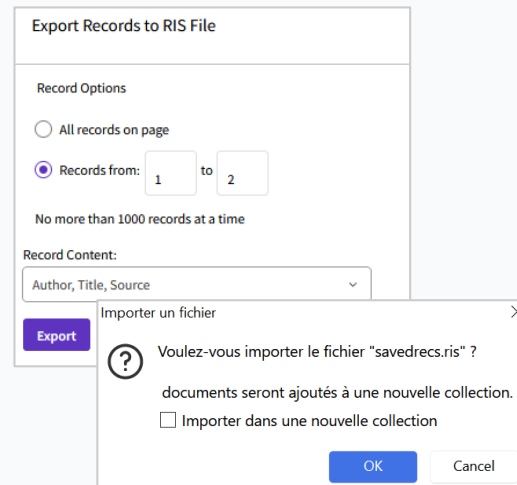 Export Records to RIS File
Record Options
All records on page
Records from: 1 to 2
No more than 1000 records at a time
Record Content:
Author, Title, Source
Export
Importer un fichier
Voulez-vous importer le fichier "savedrecs.ris" ?
documents seront ajoutés à une nouvelle collection.
Importer dans une nouvelle collection
OK Cancel